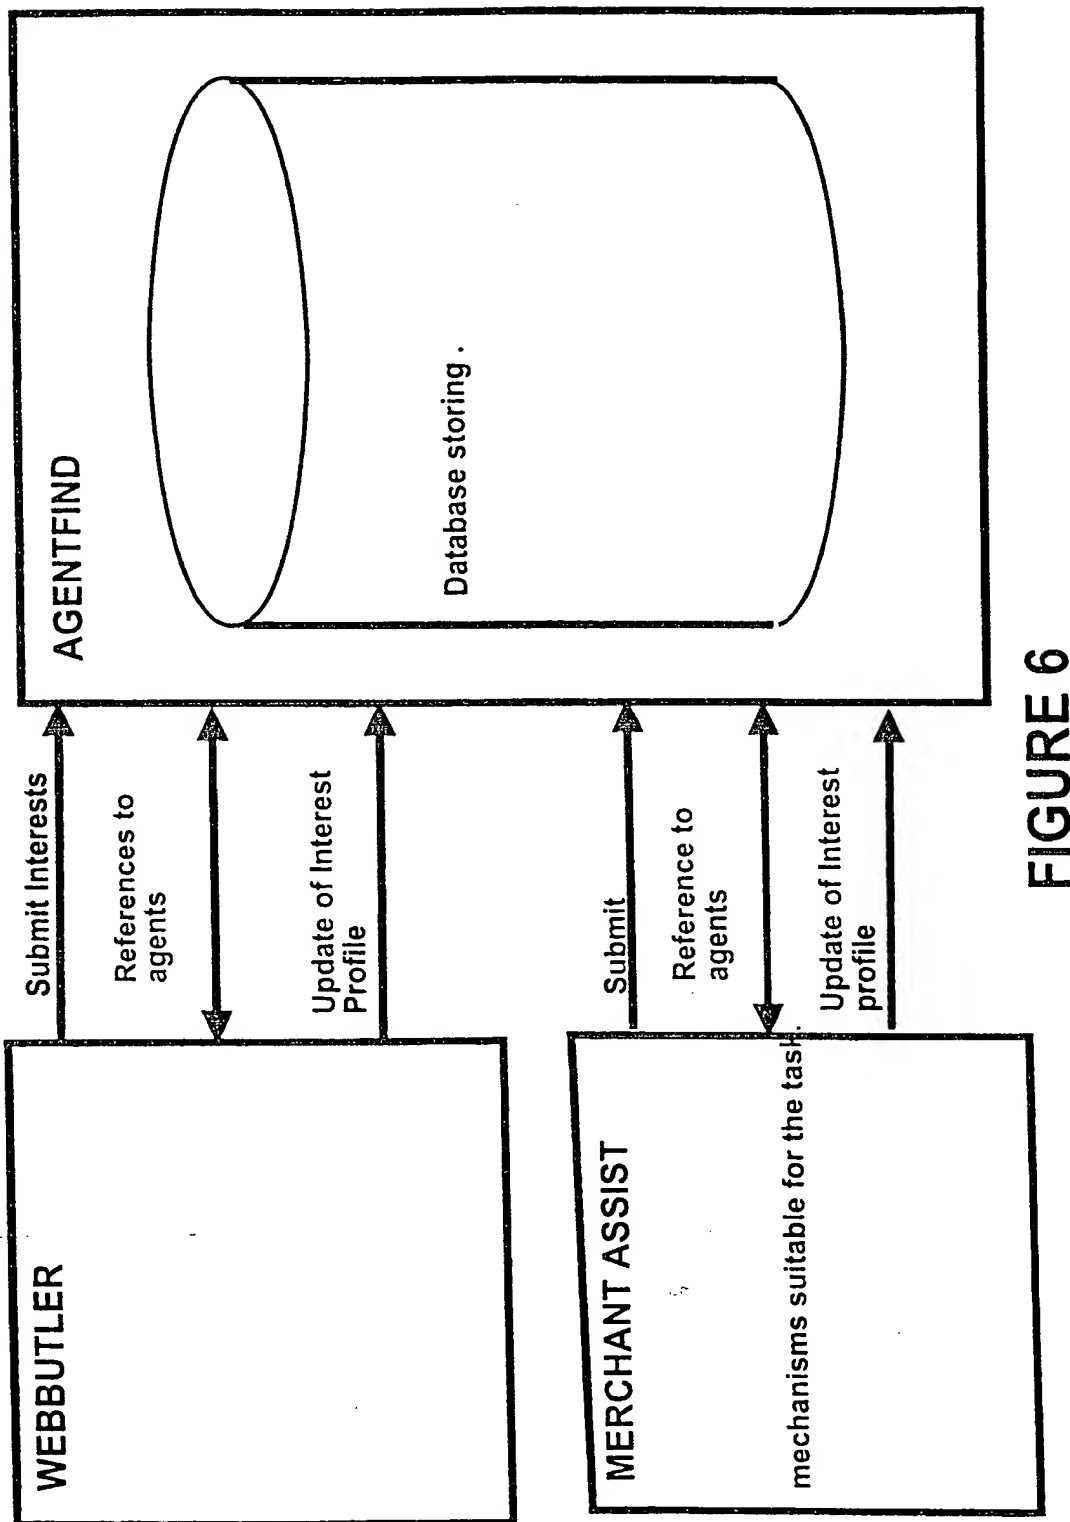 WEBBUTLER
Submit Interests
References to
agents
Update of Interest
Profile
AGENTFIND
Database storing .
MERCHANT ASSIST
mechanisms suitable for the task.
Submit
Reference to
agents
Update of Interest
profile
FIGURE 6